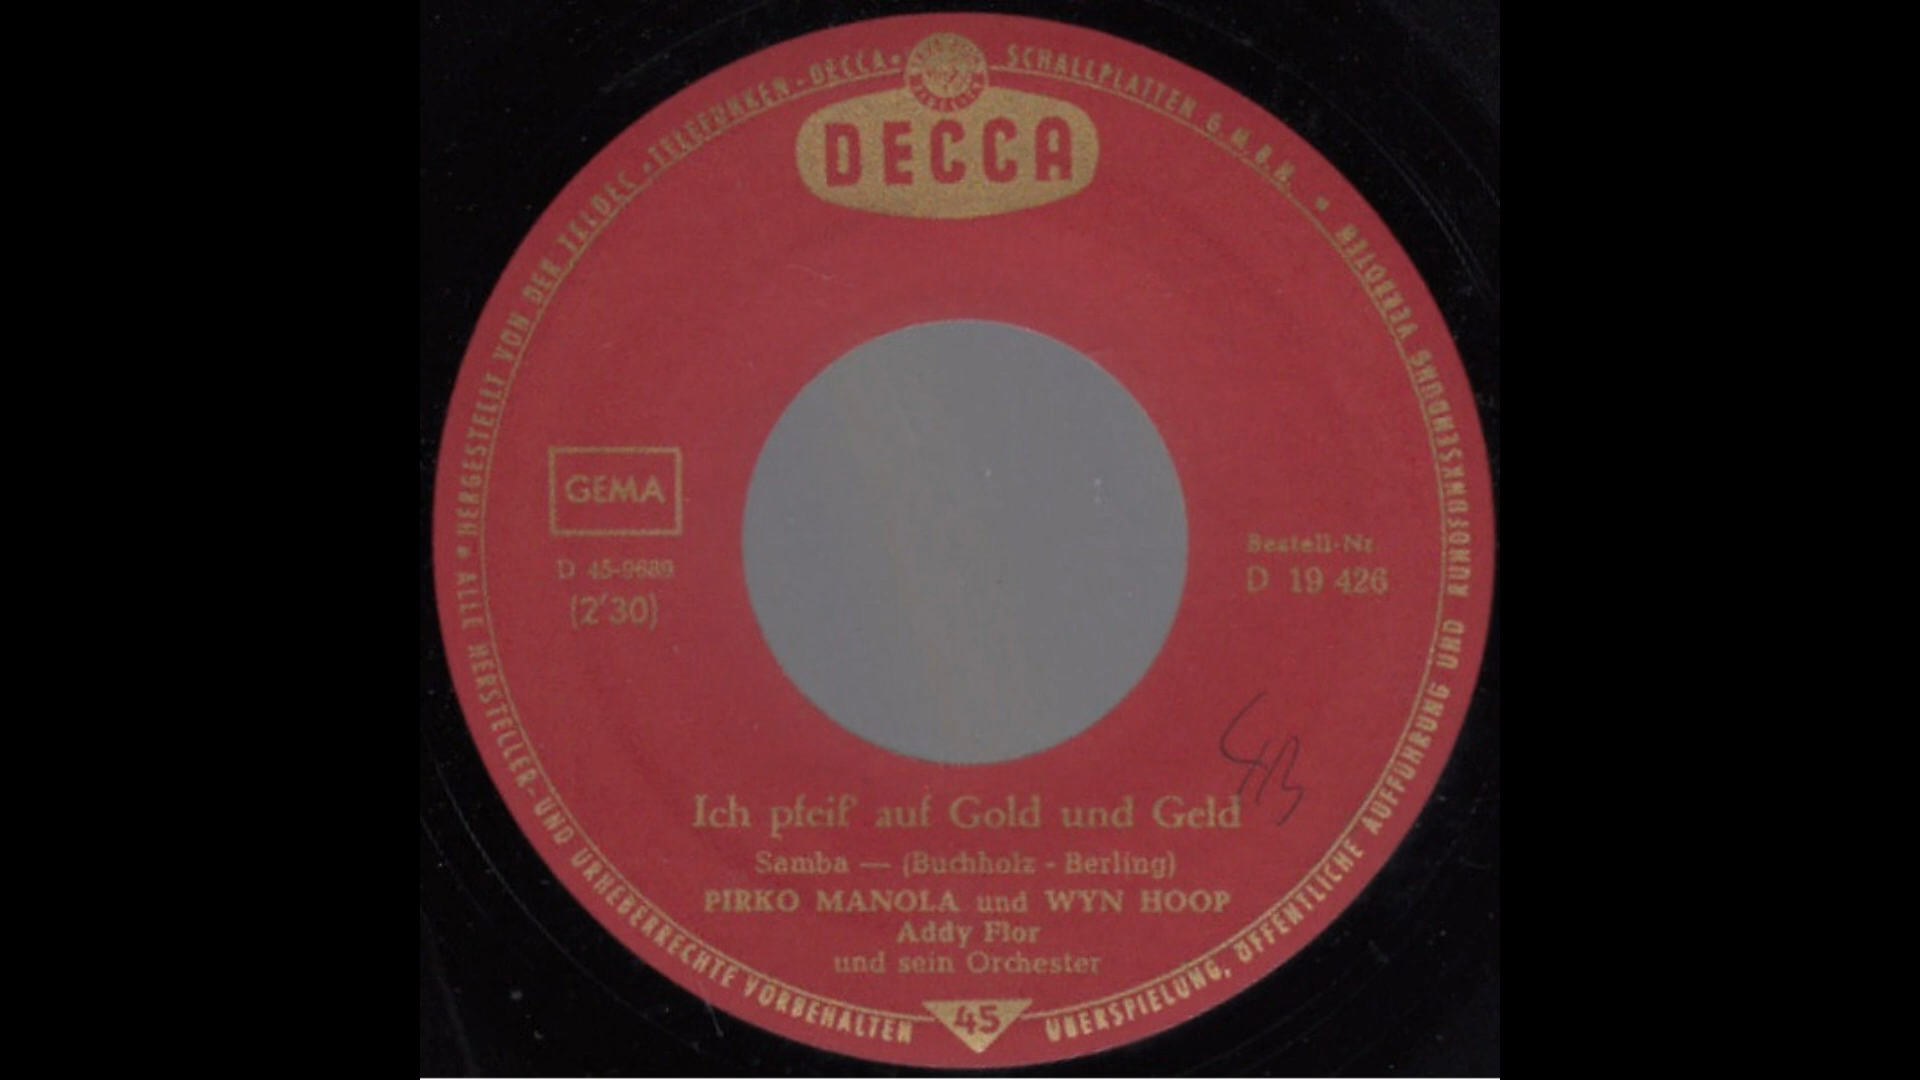 HERGESTELLT VON DER TELDEC • TELEFUNKEN-DECCA • SCHALLPLATTEN G.M.B.H. •
DECCA
GEMA
D 45-9689
(2'30)
Bestell-Nr.
D 19 426
Ich pfeif' auf Gold und Geld
Samba — (Buchholz - Berling)
PIRKO MANOLA und WYN HOOP
Addy Flor
und sein Orchester
45
ALLE HERSTELLER- UND URHEBERRECHTE VORBEHALTEN
ÜBERSPIELUNG, ÖFFENTLICHE AUFFÜHRUNG UND RUNDFUNKSENDUNG VERBOTEN